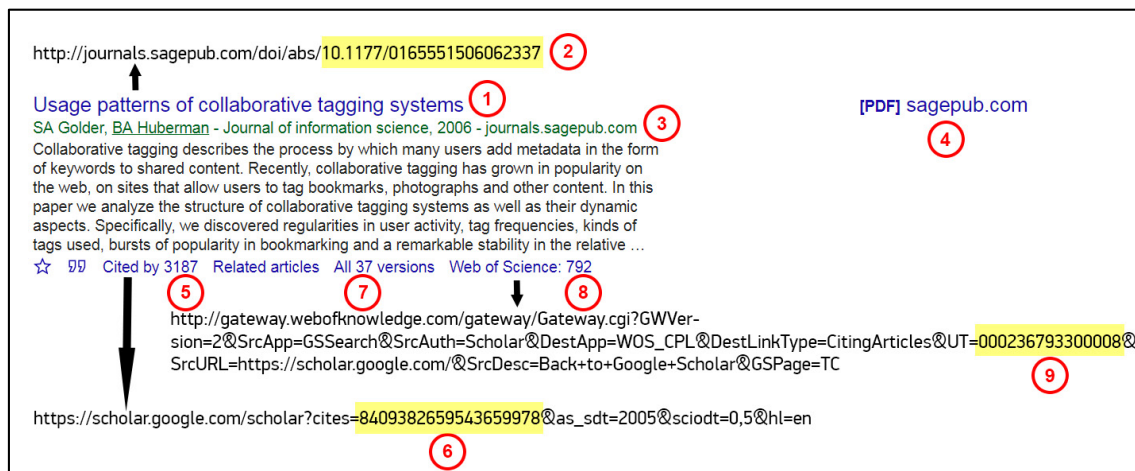 http://journals.sagepub.com/doi/abs/10.1177/0165551506062337 2
Usage patterns of collaborative tagging systems 1
[PDF] sagepub.com
4
SA Golder, BA Huberman - Journal of information science, 2006 - journals.sagepub.com 3
Collaborative tagging describes the process by which many users add metadata in the form
of keywords to shared content. Recently, collaborative tagging has grown in popularity on
the web, on sites that allow users to tag bookmarks, photographs and other content. In this
paper we analyze the structure of collaborative tagging systems as well as their dynamic
aspects. Specifically, we discovered regularities in user activity, tag frequencies, kinds of
tags used, bursts of popularity in bookmarking and a remarkable stability in the relative ...
Cited by 3187 Related articles All 37 versions Web of Science: 792
5 7 8
http://gateway.webofknowledge.com/gateway/Gateway.cgi?GWVer-
sion=2&SrcApp=GSSearch&SrcAuth=Scholar&DestApp=WOS_CPL&DestLinkType=CitingArticles&UT=000236793300008&
SrcURL=https://scholar.google.com/&SrcDesc=Back+to+Google+Scholar&GSPage=TC
9
https://scholar.google.com/scholar?cites=8409382659543659978&as_sdt=2005&sciodt=0,5&hl=en
6